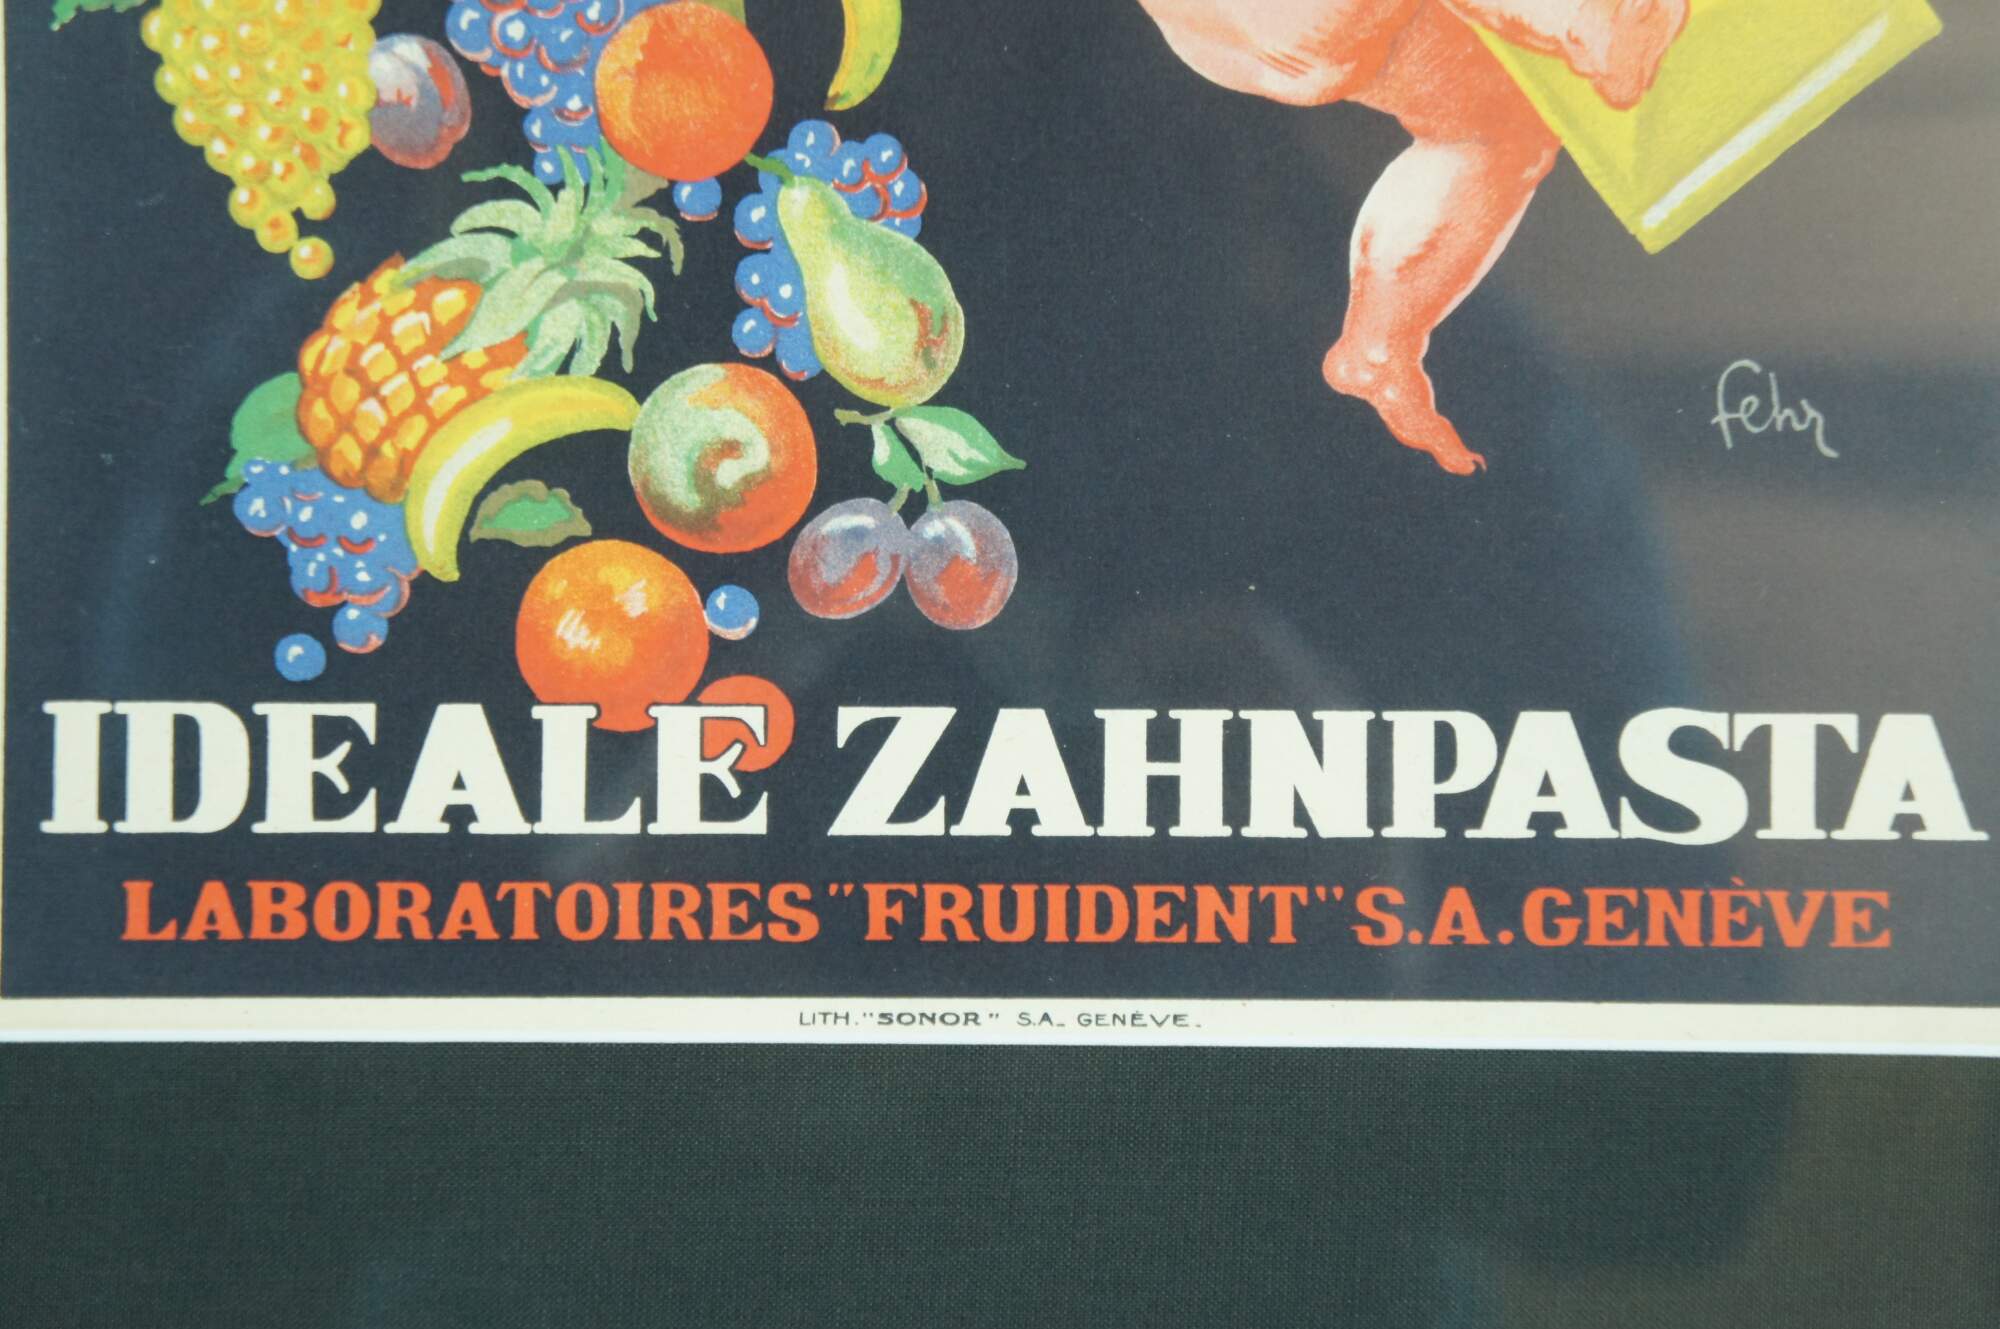 fehr
IDEALE ZAHNPASTA
LABORATOIRES "FRUIDENT" S.A. GENÈVE
LITH. "SONOR" S.A. GENÈVE.